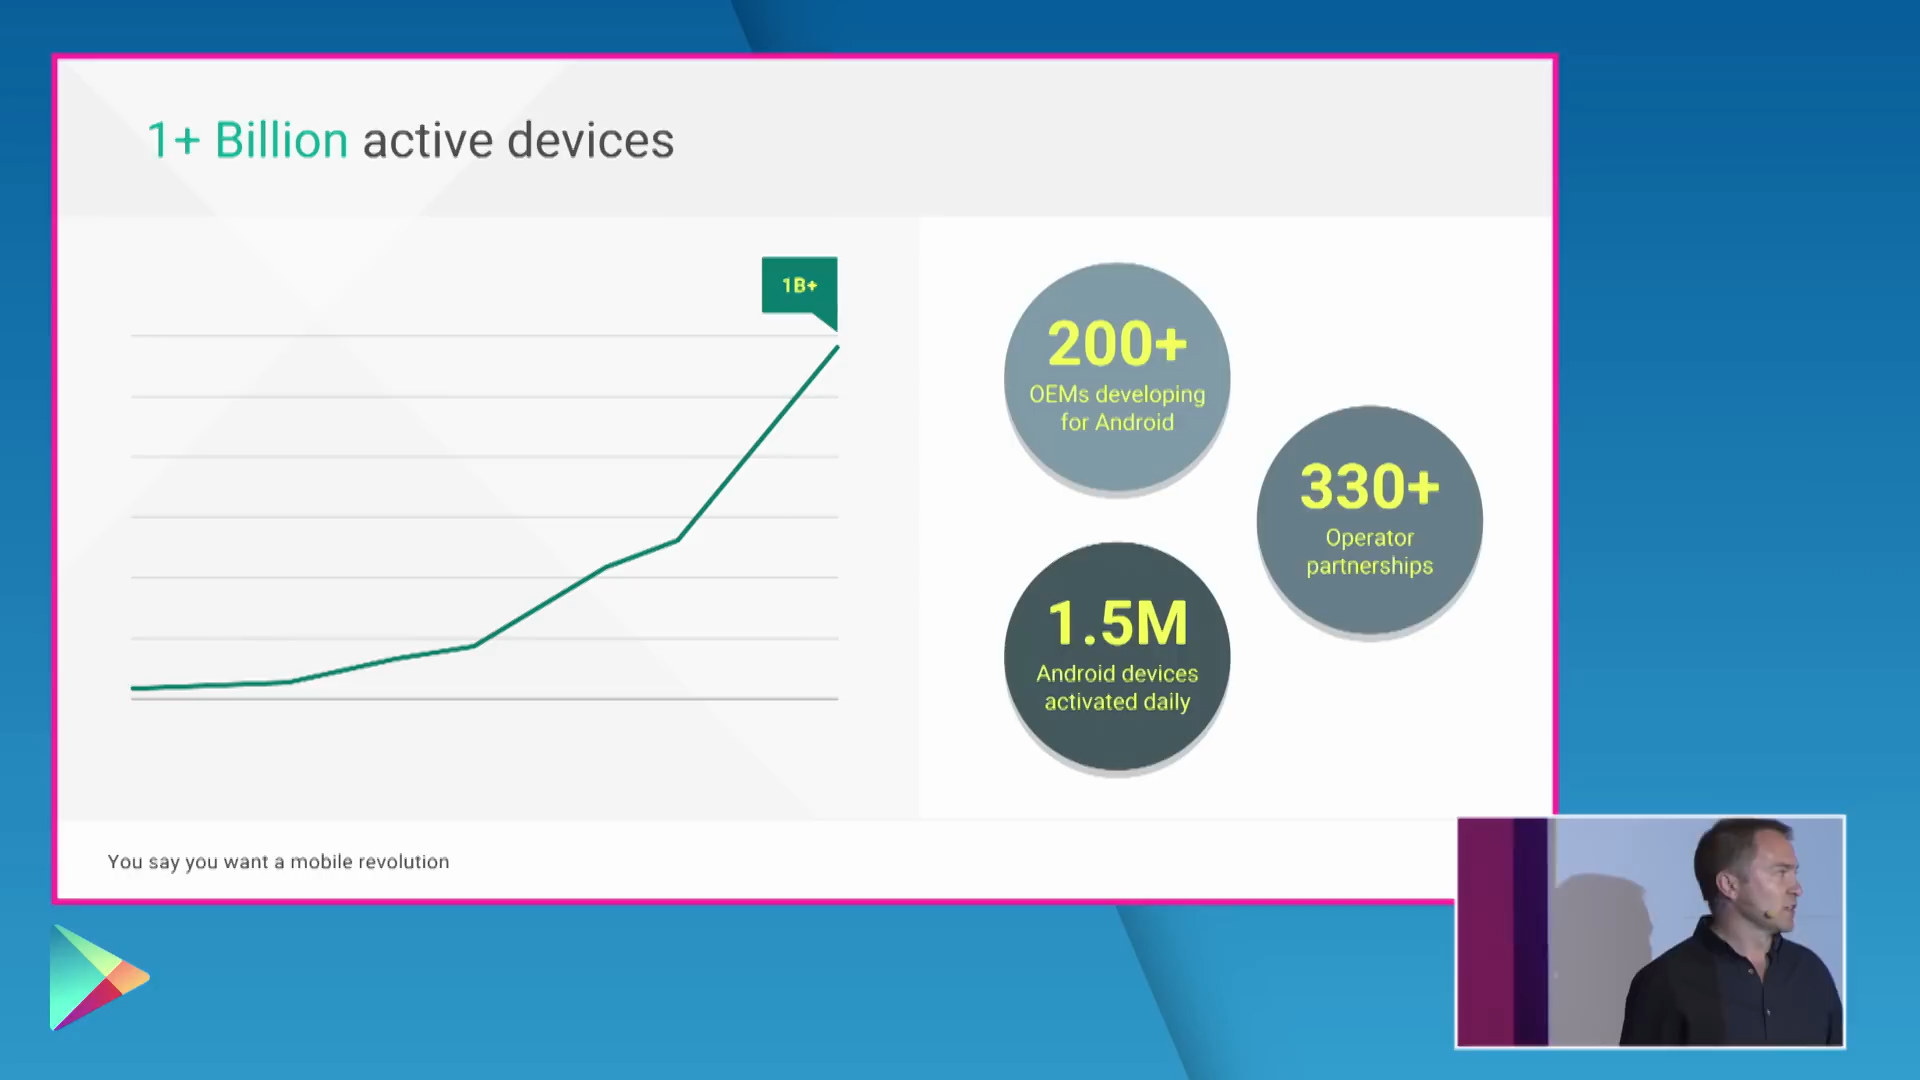 1+ Billion active devices
1B+
200+
OEMs developing
for Android
330+
Operator
partnerships
1.5M
Android devices
activated daily
You say you want a mobile revolution